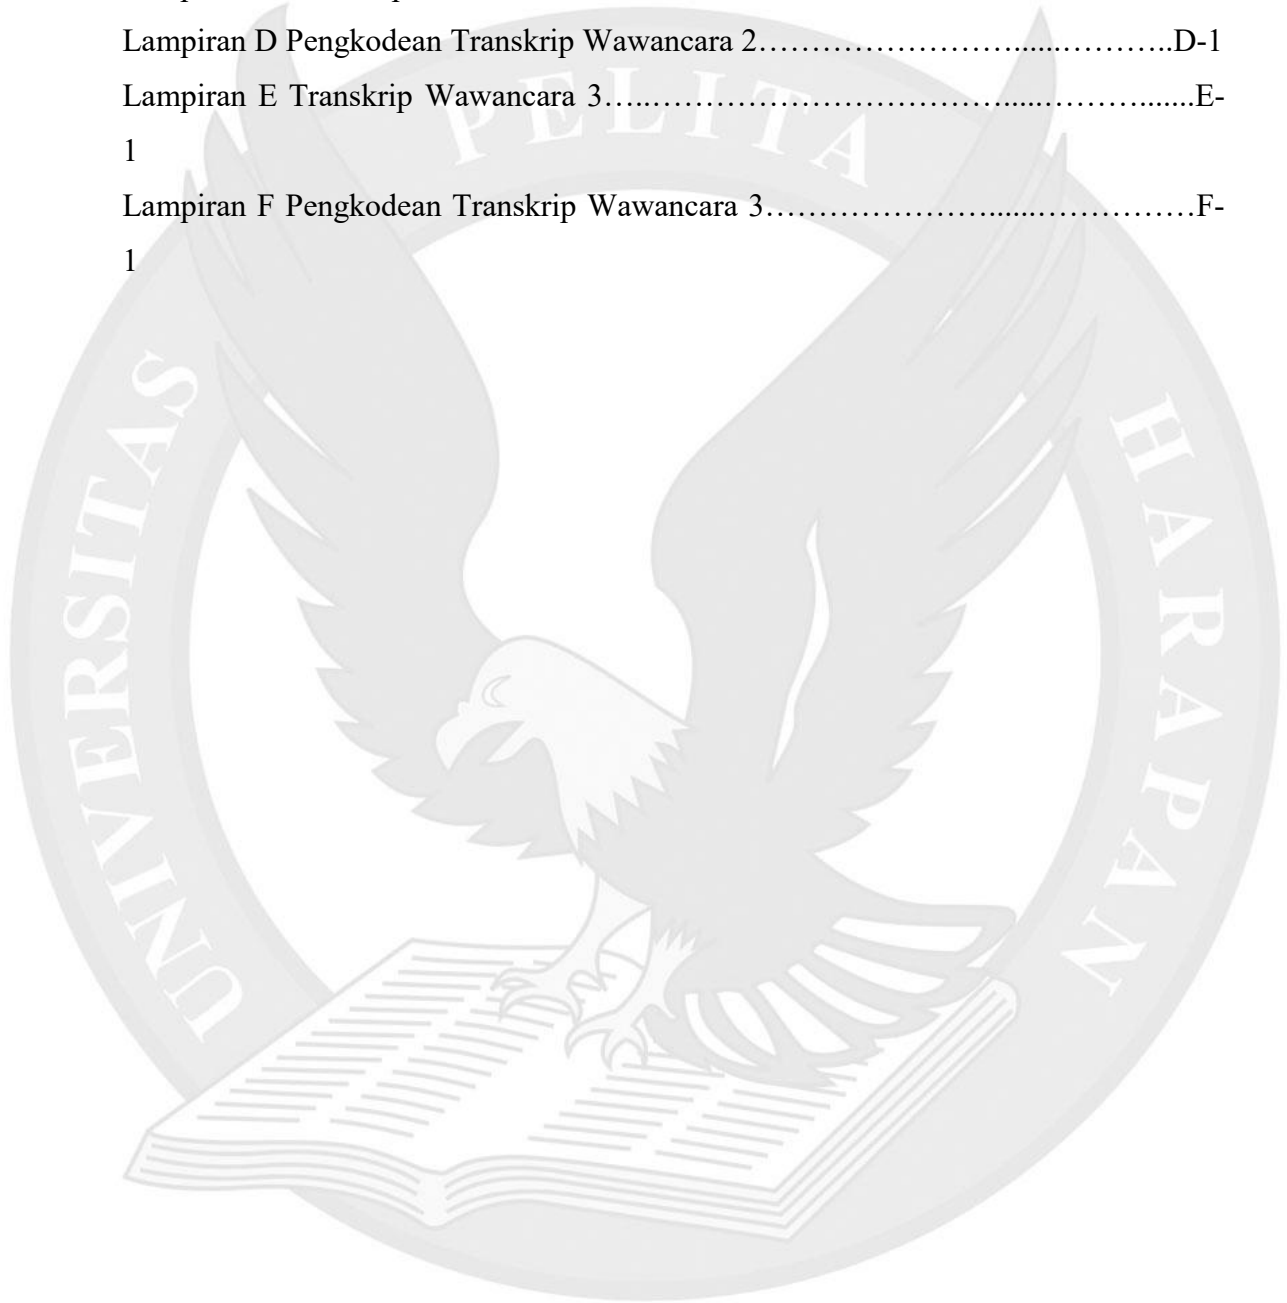 Lampiran D Pengkodean Transkrip Wawancara 2……………………......………..D-1
Lampiran E Transkrip Wawancara 3…..……………………………......……….......E-
1
Lampiran F Pengkodean Transkrip Wawancara 3…………………......……………F-
1
UNIVERSITAS
PELITA
HARAPAN